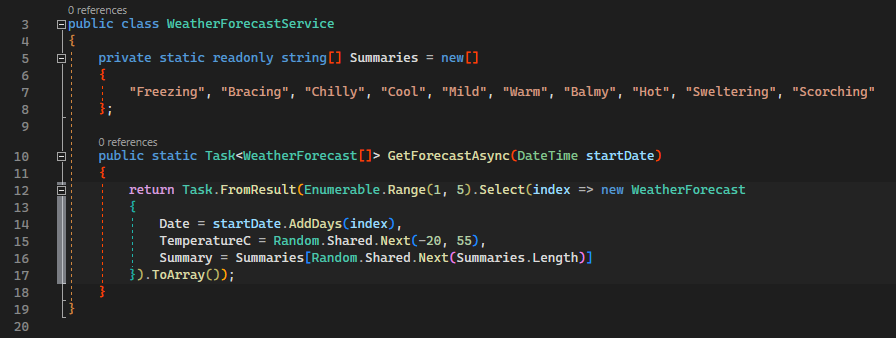 0 references
3 public class WeatherForecastService
4 {
5 private static readonly string[] Summaries = new[]
6 {
7 "Freezing", "Bracing", "Chilly", "Cool", "Mild", "Warm", "Balmy", "Hot", "Sweltering", "Scorching"
8 };
9
0 references
10 public static Task<WeatherForecast[]> GetForecastAsync(DateTime startDate)
11 {
12 return Task.FromResult(Enumerable.Range(1, 5).Select(index => new WeatherForecast
13 {
14 Date = startDate.AddDays(index),
15 TemperatureC = Random.Shared.Next(-20, 55),
16 Summary = Summaries[Random.Shared.Next(Summaries.Length)]
17 }).ToArray());
18 }
19 }
20